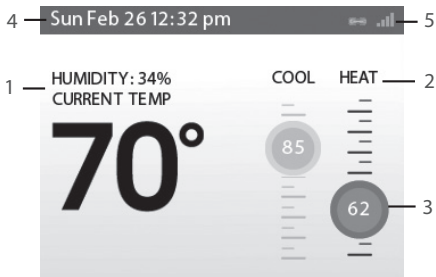 4 Sun Feb 26 12:32 pm 5
HUMIDITY: 34% COOL HEAT 2
1 CURRENT TEMP
70°
85
62 3